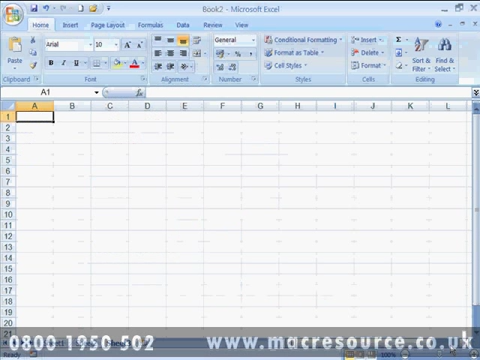 Book2 - Microsoft Excel
Home Insert Page Layout Formulas Data Review View
Paste
Arial 10
General
Conditional Formatting
Format as Table
Cell Styles
Insert
Delete
Format
Sort & Filter
Find & Select
Clipboard Font Alignment Number Styles Cells Editing
A1
A B C D E F G H I J K L
1
2
3
4
5
6
7
8
9
10
11
12
13
14
15
16
17
18
19
20
21
0800 1950 502 www.mucresource.co.uk
Ready 100%